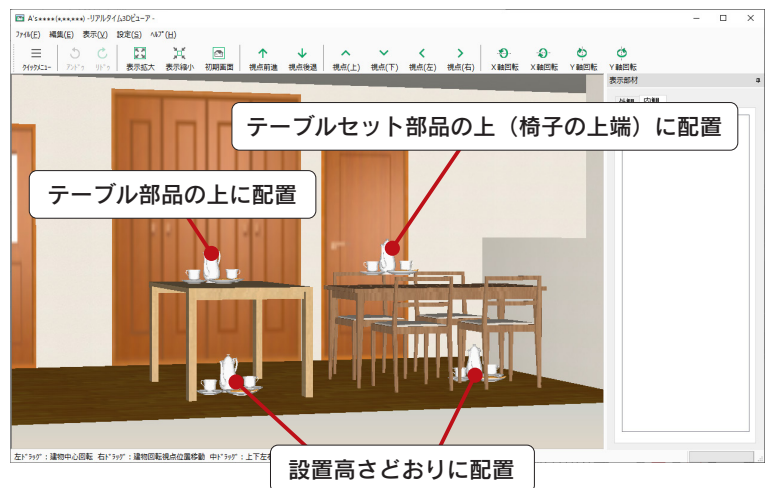 A's****(*,**,***) -リアルタイム3Dビューア-
ﾌｧｲﾙ(F) 編集(E) 表示(V) 設定(S) ﾍﾙﾌﾟ(H)
ｸｲｯｸﾒﾆｭｰ ｱﾝﾄﾞｩ ﾘﾄﾞｩ 表示拡大 表示縮小 初期画面 視点前進 視点後退 視点(上) 視点(下) 視点(左) 視点(右) X軸回転 X軸回転 Y軸回転 Y軸回転
表示部材
外観 内観
テーブルセット部品の上（椅子の上端）に配置
テーブル部品の上に配置
設置高さどおりに配置
左ﾄﾞﾗｯｸﾞ：建物中心回転 右ﾄﾞﾗｯｸﾞ：建物回転視点位置移動 中ﾄﾞﾗｯｸﾞ：上下左